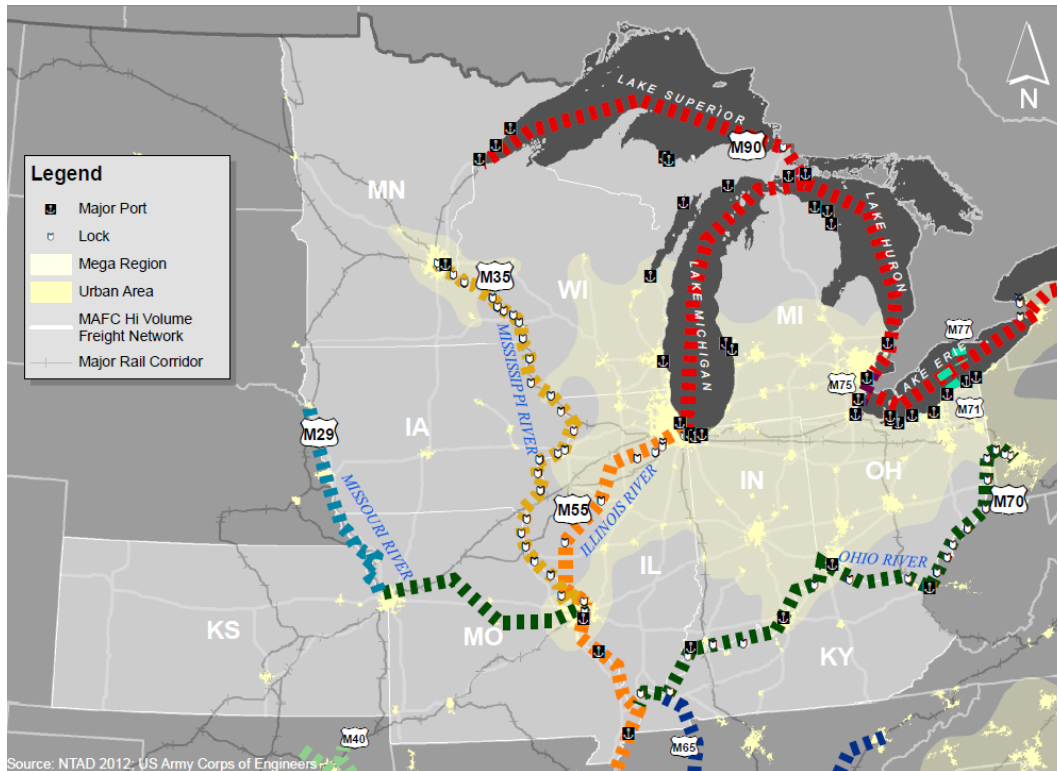 Legend
Major Port
Lock
Mega Region
Urban Area
MAFC Hi Volume
Freight Network
Major Rail Corridor
N
LAKE SUPERIOR
M90
MN
M35
WI
LAKE MICHIGAN
LAKE HURON
MI
M77
LAKE ERIE
M75
M71
MISSISSIPPI RIVER
IA
M29
MISSOURI RIVER
M55
ILLINOIS RIVER
IN
OH
M70
IL
OHIO RIVER
KS
MO
KY
M40
M65
Source: NTAD 2012, US Army Corps of Engineers